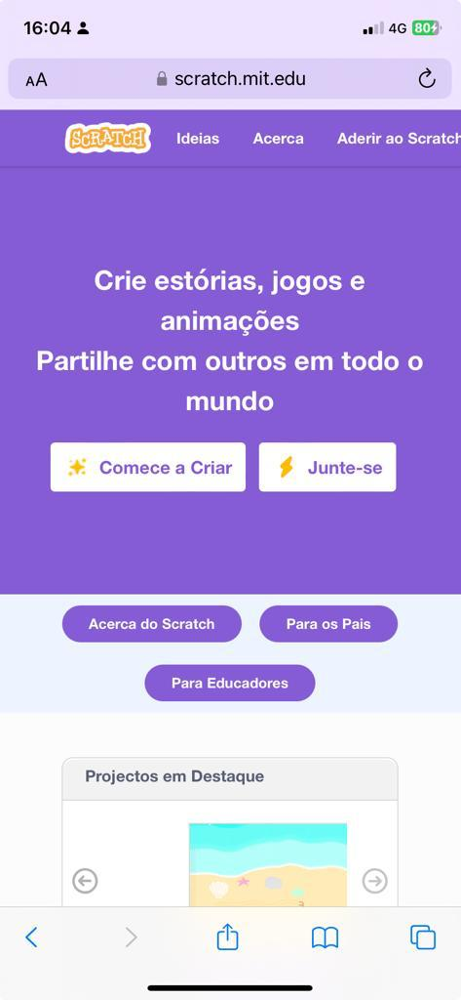 16:04
4G
80
AA
scratch.mit.edu
SCRATCH
Ideias
Acerca
Aderir ao Scratch
Crie estórias, jogos e
animações
Partilhe com outros em todo o
mundo
Comece a Criar
Junte-se
Acerca do Scratch
Para os Pais
Para Educadores
Projectos em Destaque